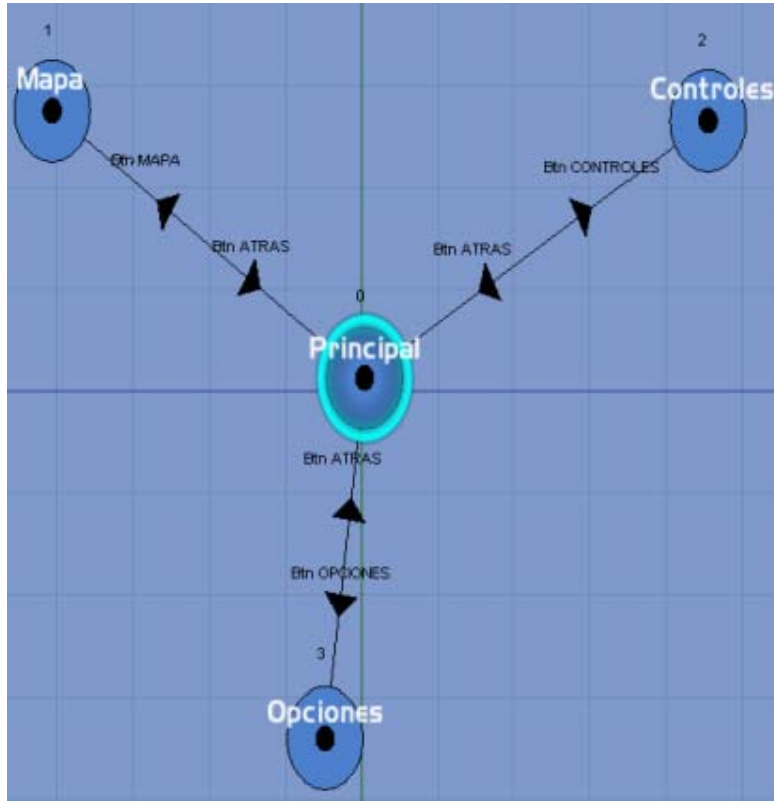 1
Mapa
2
Controles
Btn MAPA
Btn CONTROLES
Btn ATRAS
Btn ATRAS
0
Principal
Btn ATRAS
Btn OPCIONES
3
Opciones